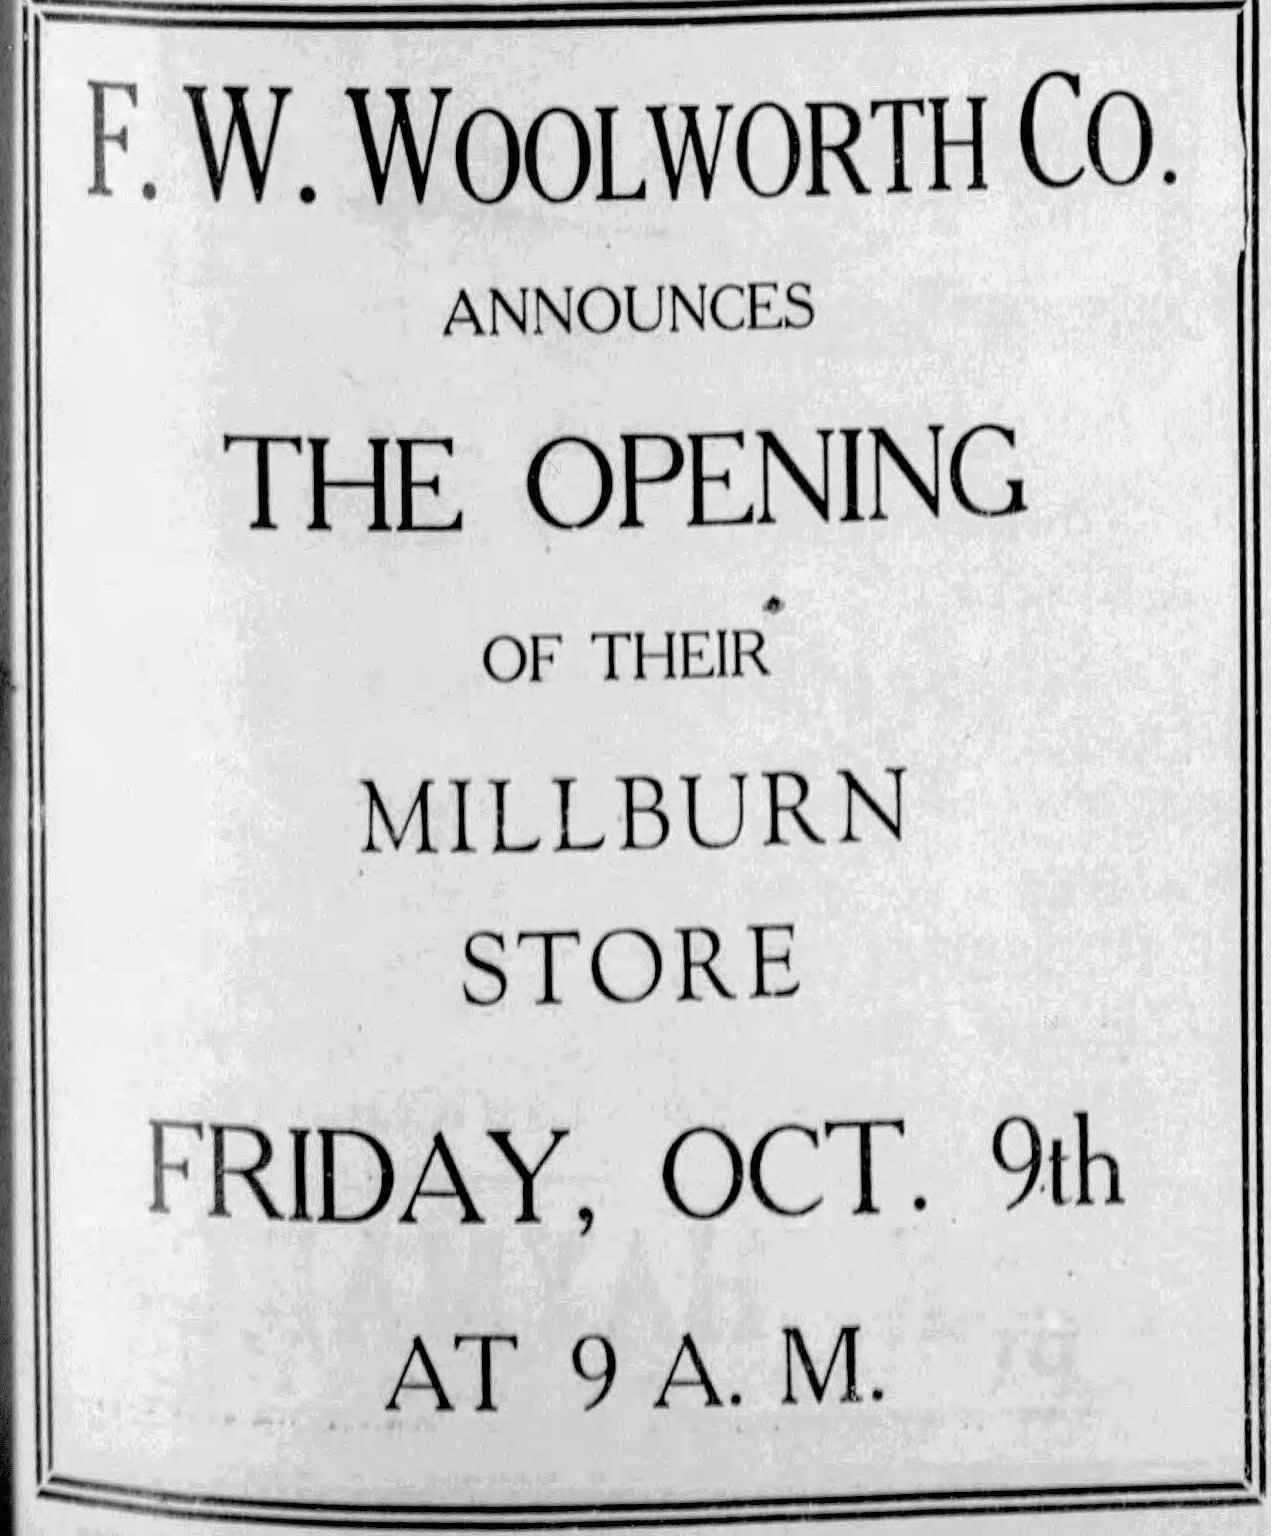 F. W. WOOLWORTH CO.
ANNOUNCES
THE OPENING
OF THEIR
MILLBURN
STORE
FRIDAY, OCT. 9th
AT 9 A. M.